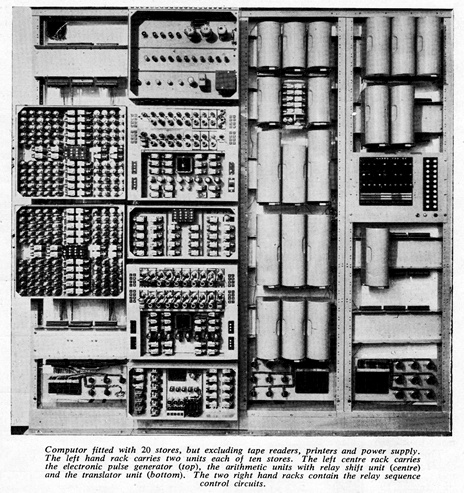 Computor fitted with 20 stores, but excluding tape readers, printers and power supply.
The left hand rack carries two units each of ten stores. The left centre rack carries
the electronic pulse generator (top), the arithmetic units with relay shift unit (centre)
and the translator unit (bottom). The two right hand racks contain the relay sequence
control circuits.